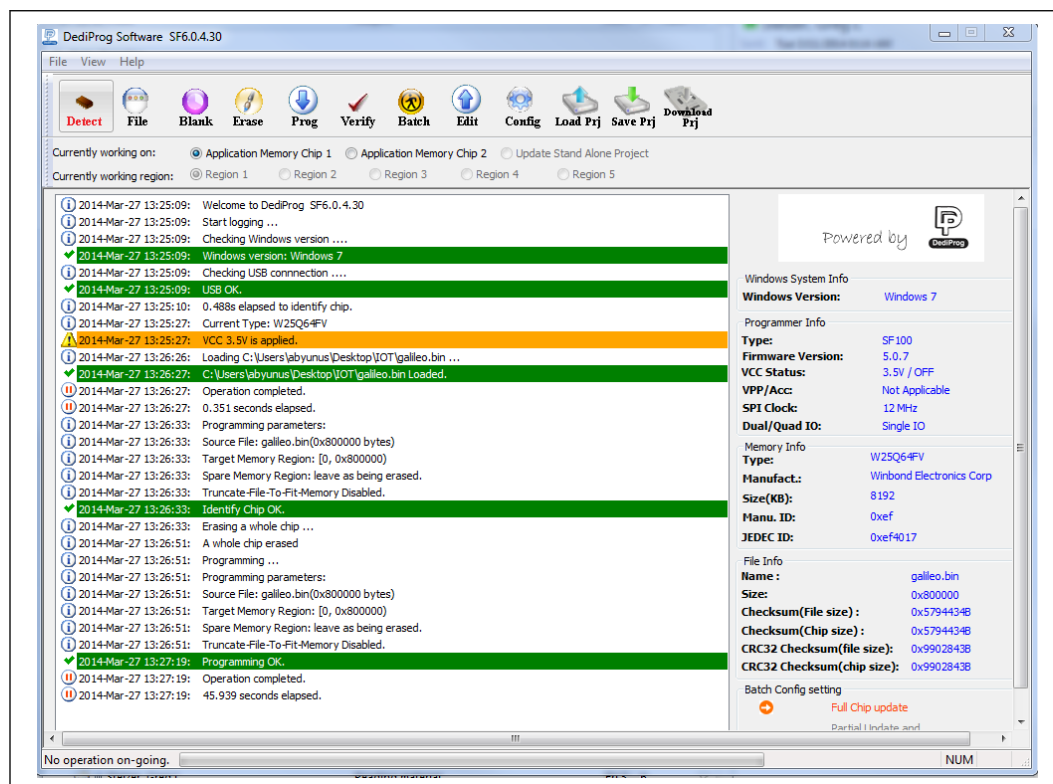 DediProg Software SF6.0.4.30
File View Help
Detect File Blank Erase Prog Verify Batch Edit Config Load Prj Save Prj Download Prj
Currently working on: Application Memory Chip 1 Application Memory Chip 2 Update Stand Alone Project
Currently working region: Region 1 Region 2 Region 3 Region 4 Region 5
2014-Mar-27 13:25:09: Welcome to DediProg SF6.0.4.30
2014-Mar-27 13:25:09: Start logging ...
2014-Mar-27 13:25:09: Checking Windows version ....
2014-Mar-27 13:25:09: Windows version: Windows 7
2014-Mar-27 13:25:09: Checking USB connnection ....
2014-Mar-27 13:25:09: USB OK.
2014-Mar-27 13:25:10: 0.488s elapsed to identify chip.
2014-Mar-27 13:25:27: Current Type: W25Q64FV
2014-Mar-27 13:25:27: VCC 3.5V is applied.
2014-Mar-27 13:26:26: Loading C:\Users\abyunus\Desktop\IOT\galileo.bin ...
2014-Mar-27 13:26:27: C:\Users\abyunus\Desktop\IOT\galileo.bin Loaded.
2014-Mar-27 13:26:27: Operation completed.
2014-Mar-27 13:26:27: 0.351 seconds elapsed.
2014-Mar-27 13:26:33: Programming parameters:
2014-Mar-27 13:26:33: Source File: galileo.bin(0x800000 bytes)
2014-Mar-27 13:26:33: Target Memory Region: [0, 0x800000)
2014-Mar-27 13:26:33: Spare Memory Region: leave as being erased.
2014-Mar-27 13:26:33: Truncate-File-To-Fit-Memory Disabled.
2014-Mar-27 13:26:33: Identify Chip OK.
2014-Mar-27 13:26:33: Erasing a whole chip ...
2014-Mar-27 13:26:51: A whole chip erased
2014-Mar-27 13:26:51: Programming ...
2014-Mar-27 13:26:51: Programming parameters:
2014-Mar-27 13:26:51: Source File: galileo.bin(0x800000 bytes)
2014-Mar-27 13:26:51: Target Memory Region: [0, 0x800000)
2014-Mar-27 13:26:51: Spare Memory Region: leave as being erased.
2014-Mar-27 13:26:51: Truncate-File-To-Fit-Memory Disabled.
2014-Mar-27 13:27:19: Programming OK.
2014-Mar-27 13:27:19: Operation completed.
2014-Mar-27 13:27:19: 45.939 seconds elapsed.
Powered by DediProg
Windows System Info
Windows Version: Windows 7
Programmer Info
Type: SF100
Firmware Version: 5.0.7
VCC Status: 3.5V / OFF
VPP/Acc: Not Applicable
SPI Clock: 12 MHz
Dual/Quad IO: Single IO
Memory Info
Type: W25Q64FV
Manufact.: Winbond Electronics Corp
Size(KB): 8192
Manu. ID: 0xef
JEDEC ID: 0xef4017
File Info
Name : galileo.bin
Size: 0x800000
Checksum(File size) : 0x5794434B
Checksum(Chip size) : 0x5794434B
CRC32 Checksum(file size): 0x9902843B
CRC32 Checksum(chip size): 0x9902843B
Batch Config setting
Full Chip update
Partial Update and
No operation on-going. NUM